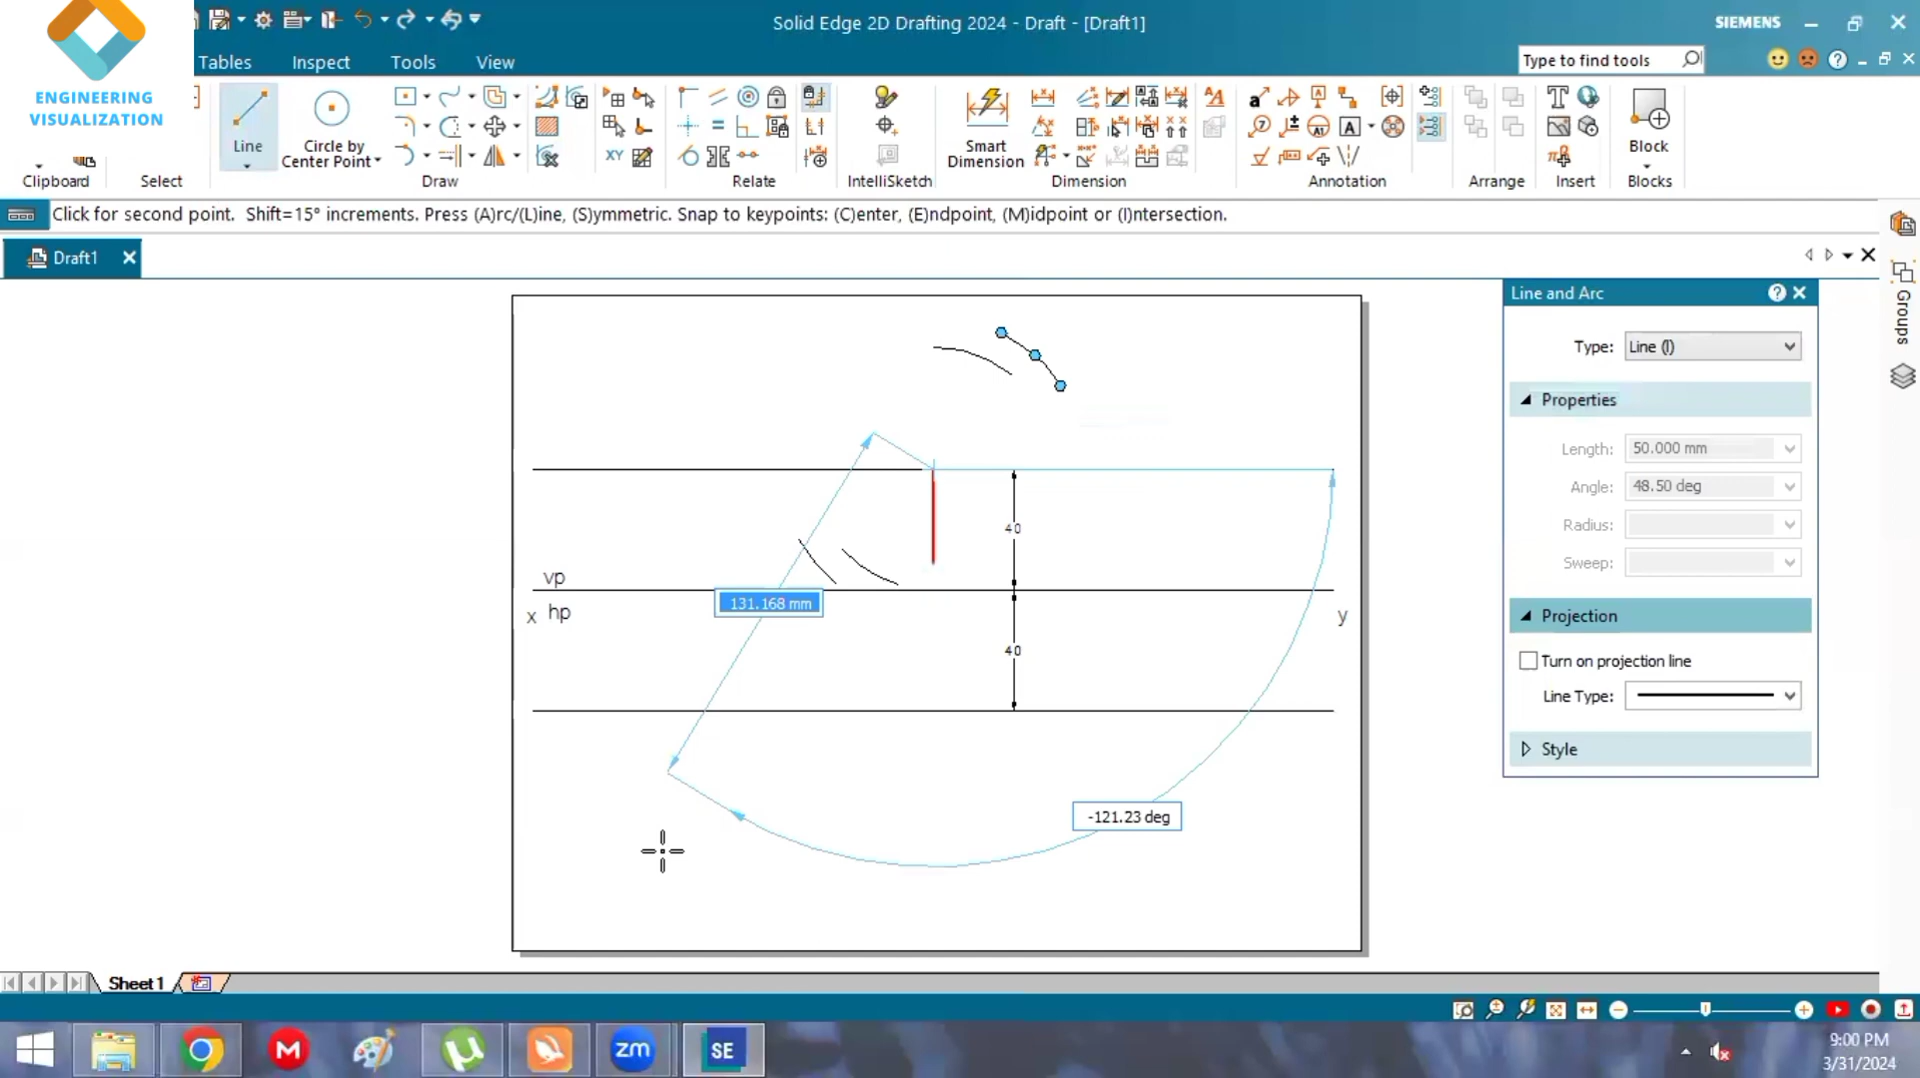 Solid Edge 2D Drafting 2024 - Draft - [Draft1]
SIEMENS
ENGINEERING
VISUALIZATION
Tables
Inspect
Tools
View
Type to find tools
Line
Circle by
Center Point
Smart
Dimension
Block
XY
Clipboard
Select
Draw
Relate
IntelliSketch
Dimension
Annotation
Arrange
Insert
Blocks
Click for second point. Shift=15° increments. Press (A)rc/(L)ine, (S)ymmetric. Snap to keypoints: (C)enter, (E)ndpoint, (M)idpoint or (I)ntersection.
Draft1
Groups
Line and Arc
Type: Line (l)
Properties
Length: 50.000 mm
Angle: 48.50 deg
Radius:
Sweep:
Projection
Turn on projection line
Line Type:
Style
40
vp
x hp
y
131.168 mm
40
-121.23 deg
Sheet1
M
zm
SE
9:00 PM
3/31/2024